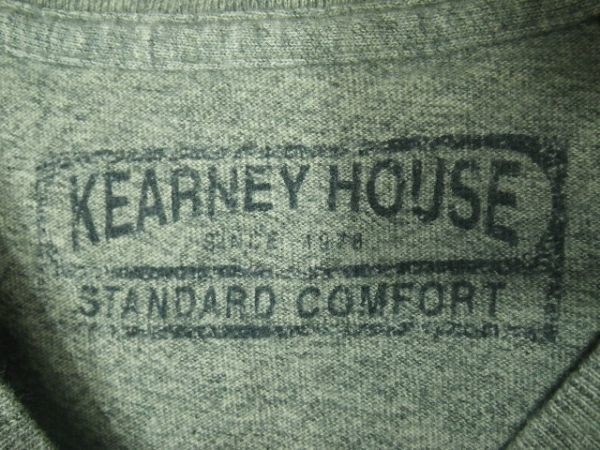 KEARNEY HOUSE
SINCE 1978
STANDARD COMFORT